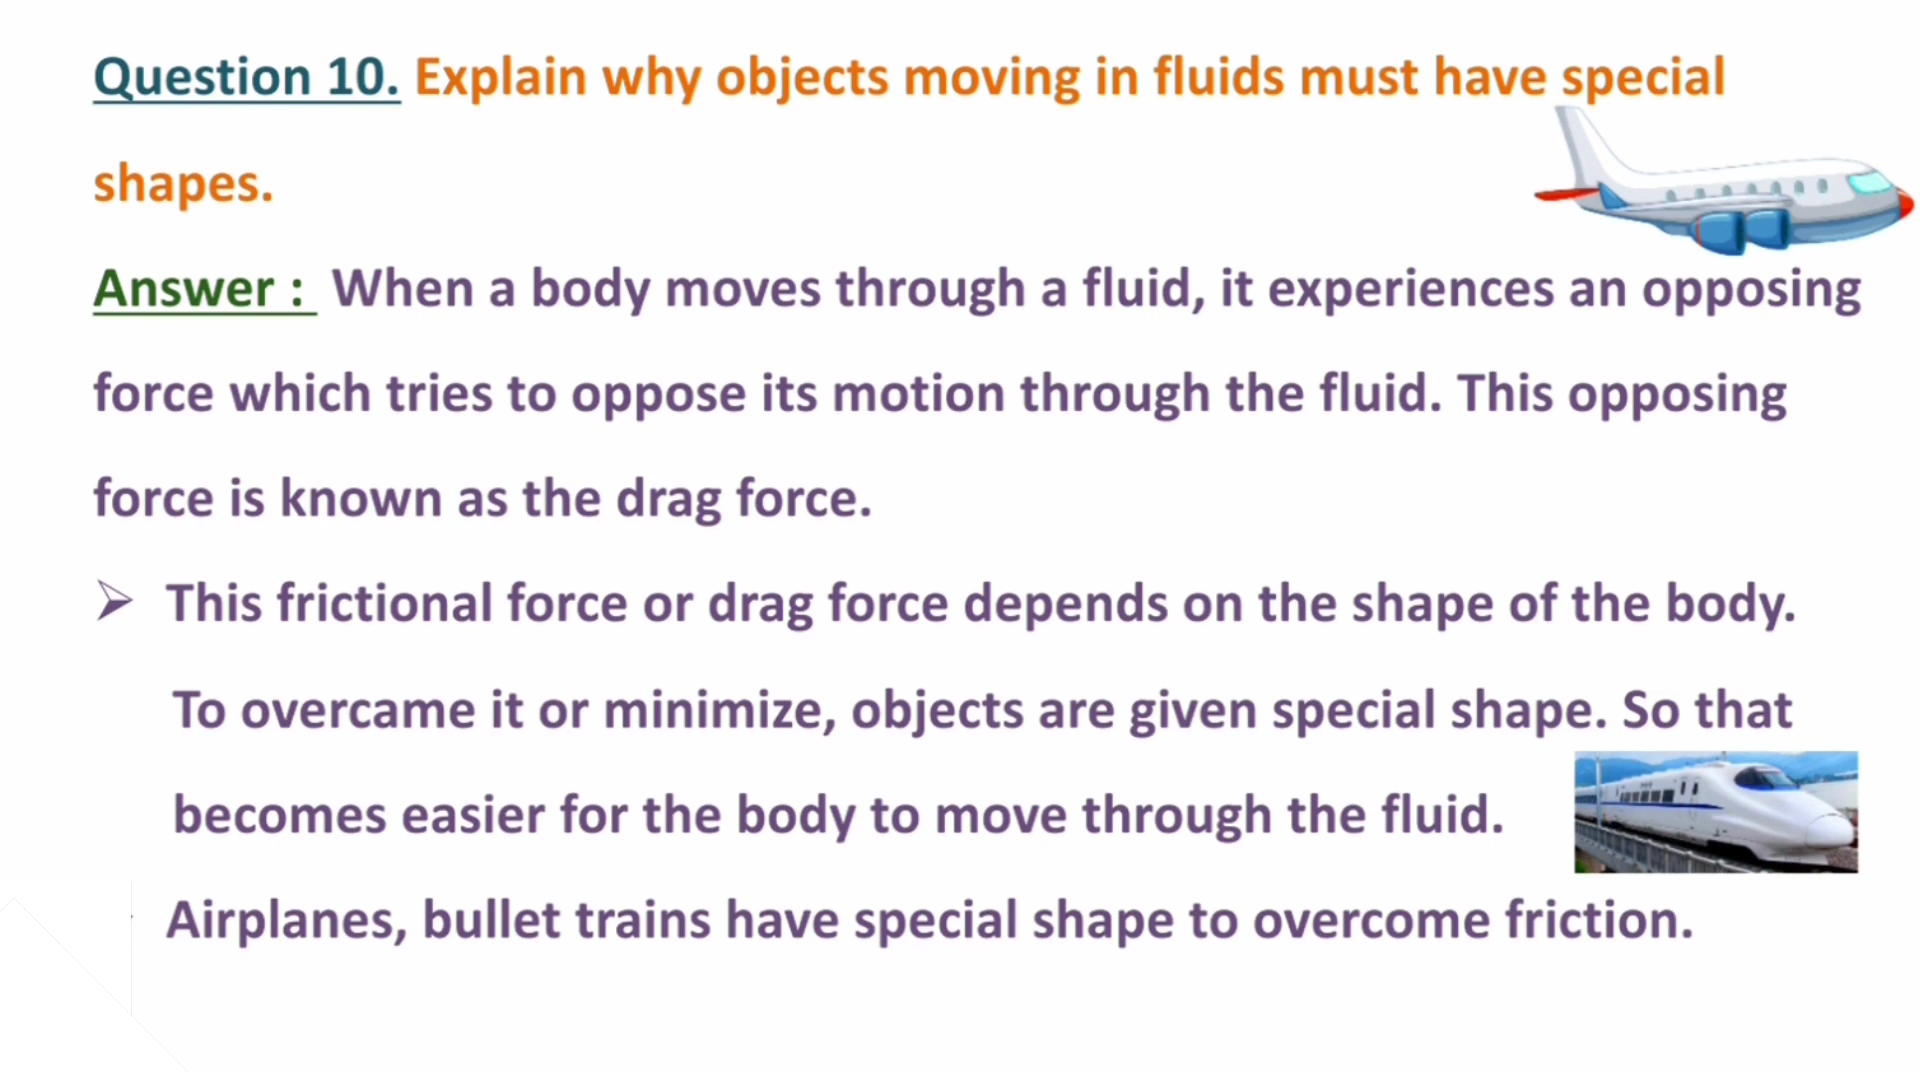 Question 10. Explain why objects moving in fluids must have special
shapes.
Answer : When a body moves through a fluid, it experiences an opposing
force which tries to oppose its motion through the fluid. This opposing
force is known as the drag force.
➢ This frictional force or drag force depends on the shape of the body.
To overcame it or minimize, objects are given special shape. So that
becomes easier for the body to move through the fluid.
Airplanes, bullet trains have special shape to overcome friction.